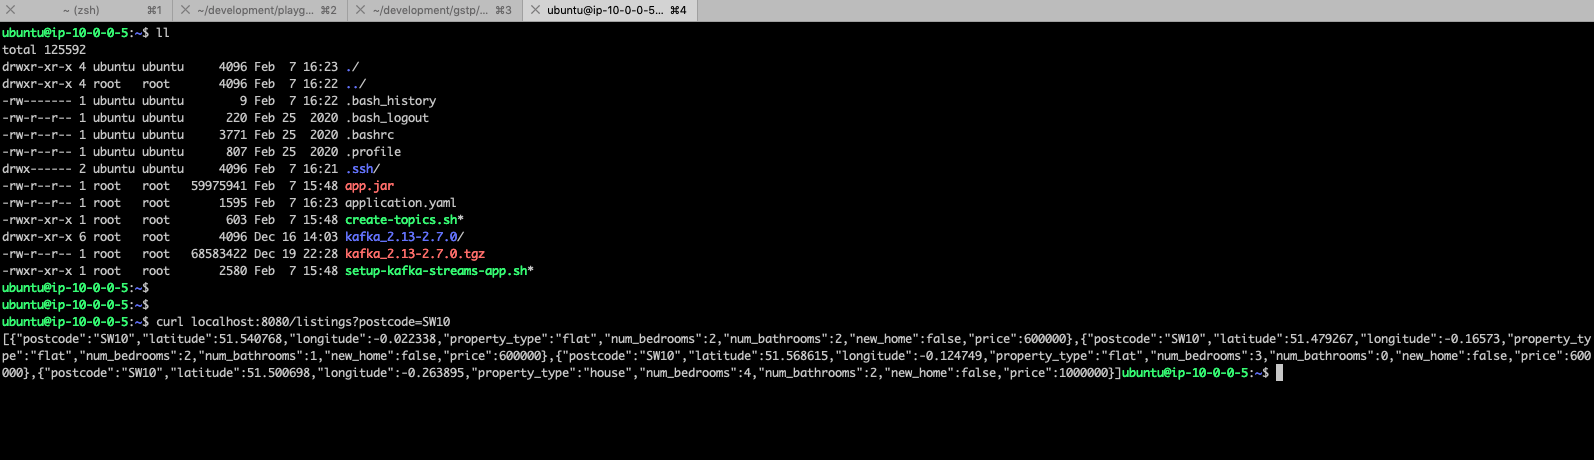 ~ (zsh) ⌘1 ~/development/playg... ⌘2 ~/development/gstp/... ⌘3 ubuntu@ip-10-0-0-5... ⌘4
ubuntu@ip-10-0-0-5:~$ ll
total 125592
drwxr-xr-x 4 ubuntu ubuntu     4096 Feb  7 16:23 ./
drwxr-xr-x 4 root   root       4096 Feb  7 16:22 ../
-rw------- 1 ubuntu ubuntu        9 Feb  7 16:22 .bash_history
-rw-r--r-- 1 ubuntu ubuntu      220 Feb 25  2020 .bash_logout
-rw-r--r-- 1 ubuntu ubuntu     3771 Feb 25  2020 .bashrc
-rw-r--r-- 1 ubuntu ubuntu      807 Feb 25  2020 .profile
drwx------ 2 ubuntu ubuntu     4096 Feb  7 16:21 .ssh/
-rw-r--r-- 1 root   root   59975941 Feb  7 15:48 app.jar
-rw-r--r-- 1 root   root       1595 Feb  7 16:23 application.yaml
-rwxr-xr-x 1 root   root        603 Feb  7 15:48 create-topics.sh*
drwxr-xr-x 6 root   root       4096 Dec 16 14:03 kafka_2.13-2.7.0/
-rw-r--r-- 1 root   root   68583422 Dec 19 22:28 kafka_2.13-2.7.0.tgz
-rwxr-xr-x 1 root   root       2580 Feb  7 15:48 setup-kafka-streams-app.sh*
ubuntu@ip-10-0-0-5:~$
ubuntu@ip-10-0-0-5:~$
ubuntu@ip-10-0-0-5:~$ curl localhost:8080/listings?postcode=SW10
[{"postcode":"SW10","latitude":51.540768,"longitude":-0.022338,"property_type":"flat","num_bedrooms":2,"num_bathrooms":2,"new_home":false,"price":600000},{"postcode":"SW10","latitude":51.479267,"longitude":-0.16573,"property_ty
pe":"flat","num_bedrooms":2,"num_bathrooms":1,"new_home":false,"price":600000},{"postcode":"SW10","latitude":51.568615,"longitude":-0.124749,"property_type":"flat","num_bedrooms":3,"num_bathrooms":0,"new_home":false,"price":6000
00},{"postcode":"SW10","latitude":51.500698,"longitude":-0.263895,"property_type":"house","num_bedrooms":4,"num_bathrooms":2,"new_home":false,"price":1000000}]ubuntu@ip-10-0-0-5:~$